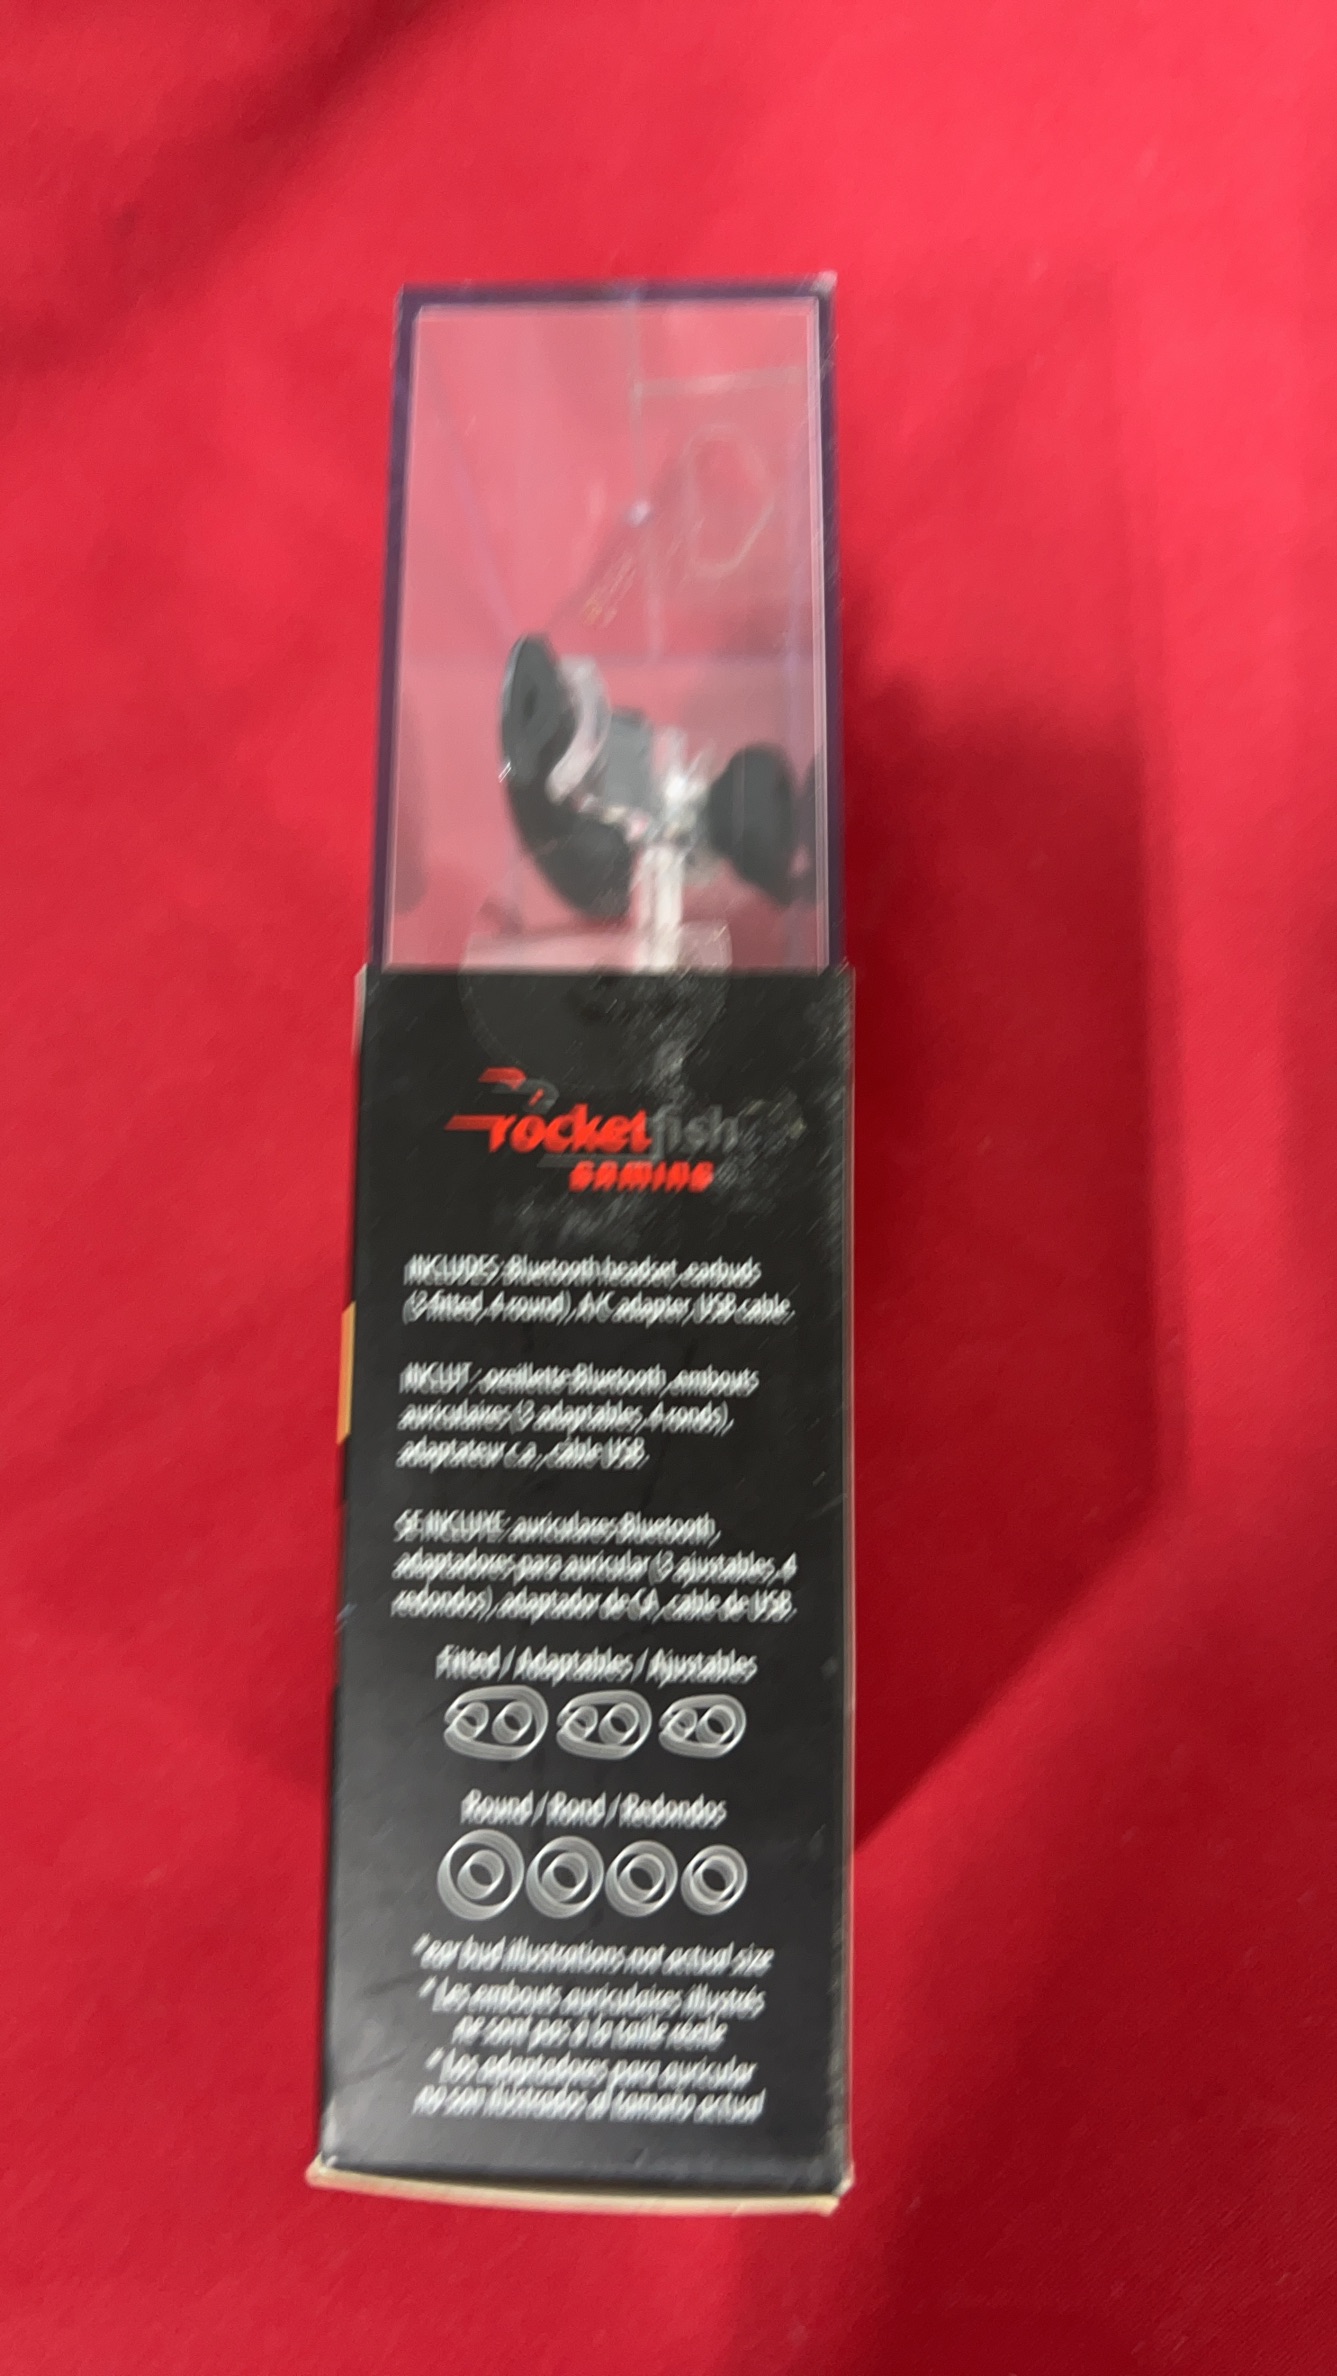 rocketfish
GAMING
INCLUDES: Bluetooth headset, earbuds
(3 fitted, 4 round), A/C adapter, USB cable.
INCLUT : oreillette Bluetooth, embouts
auriculaires (3 adaptables, 4 ronds),
adaptateur c.a., câble USB.
SE INCLUYE: auriculares Bluetooth,
adaptadores para auricular (3 ajustables, 4
redondos), adaptador de CA, cable de USB.
Fitted / Adaptables / Ajustables
Round / Rond / Redondos
*ear bud illustrations not actual size
* Les embouts auriculaires illustrés
ne sont pas à la taille réelle
* Los adaptadores para auricular
no son ilustrados al tamaño actual